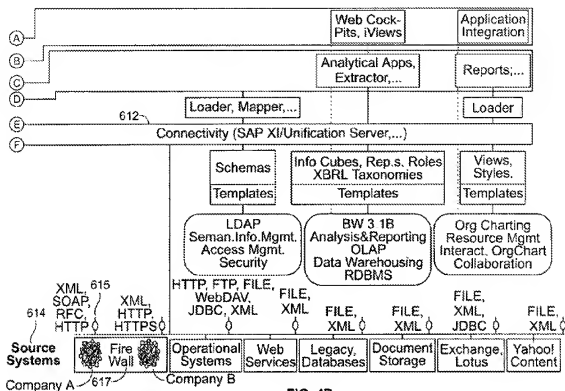 Web Cock-
Pits, iViews
Application
Integration
A
B
C
Analytical Apps,
Extractor,...
Reports;...
D
Loader, Mapper,...
Loader
E
612
Connectivity (SAP XI/Unification Server,...)
F
Schemas
Templates
Info Cubes, Rep.s. Roles
XBRL Taxonomies
Templates
Views,
Styles.
Templates
LDAP
Seman.Info.Mgmt.
Access Mgmt.
Security
BW 3 1B
Analysis&Reporting
OLAP
Data Warehousing
RDBMS
Org Charting
Resource Mgmt
Interact, OrgChart
Collaboration
XML,
SOAP,
RFC,
HTTP
615
XML,
HTTP,
HTTPS
HTTP, FTP, FILE,
WebDAV,
JDBC, XML
FILE,
XML
FILE,
XML
FILE,
XML
FILE,
XML,
JDBC
FILE,
XML
614
Source
Systems
Fire
Wall
Operational
Systems
Web
Services
Legacy,
Databases
Document
Storage
Exchange,
Lotus
Yahoo!
Content
Company A
617
Company B
FIG. 4B